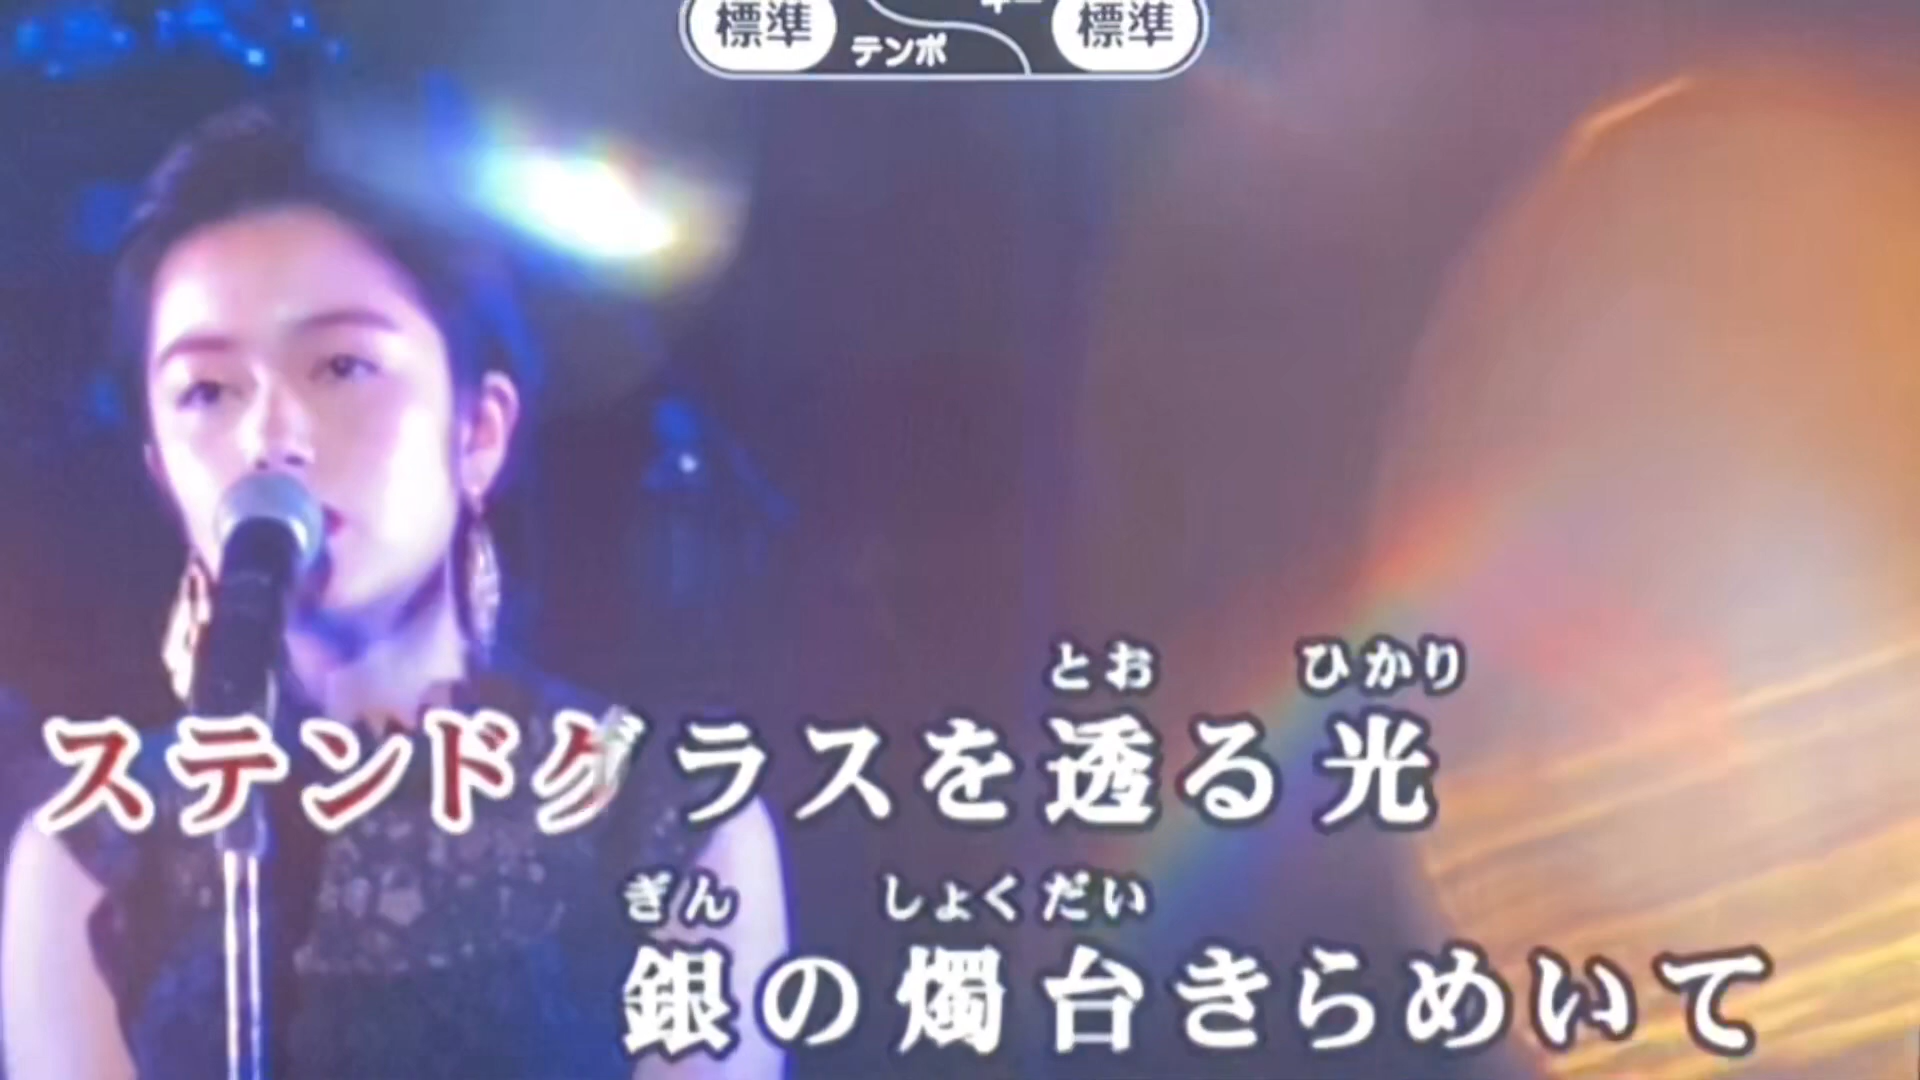 標準 テンポ キー 標準
とお ひかり
ステンドグラスを透る光
ぎん しょくだい
銀の燭台きらめいて